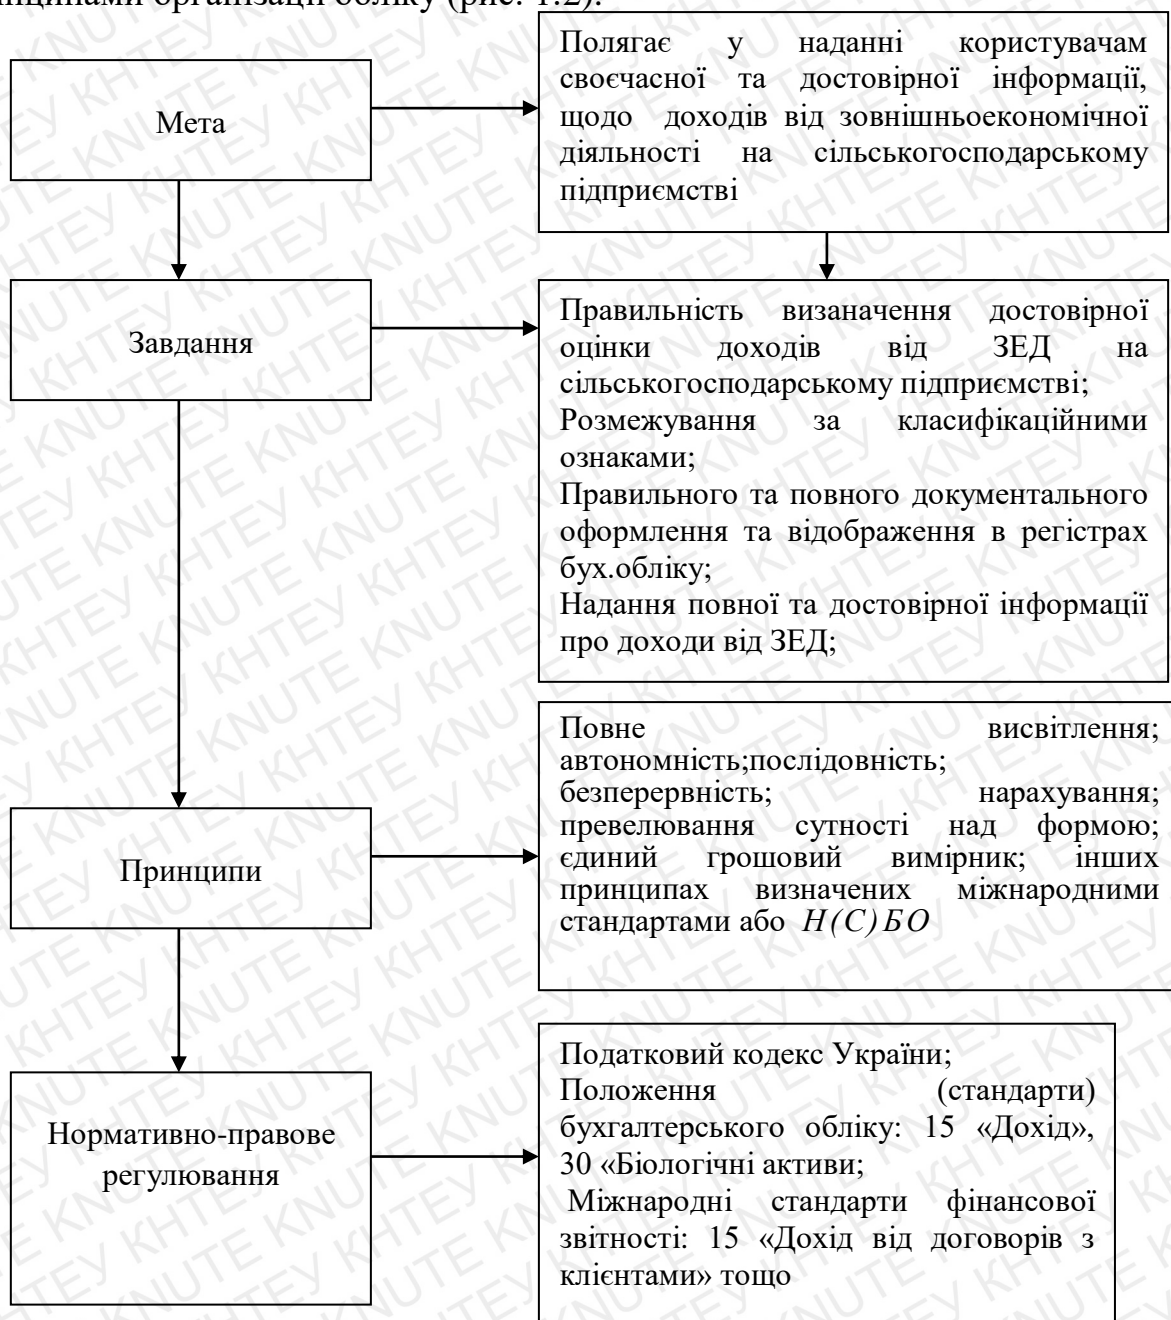 нципами організації обліку (рис. 1.2).
Мета
Полягає у наданні користувачам
своєчасної та достовірної інформації,
щодо доходів від зовнішньоекономічної
діяльності на сільськогосподарському
підприємстві
Завдання
Правильність визаначення достовірної
оцінки доходів від ЗЕД на
сільськогосподарському підприємстві;
Розмежування за класифікаційними
ознаками;
Правильного та повного документального
оформлення та відображення в регістрах
бух.обліку;
Надання повної та достовірної інформації
про доходи від ЗЕД;
Принципи
Повне висвітлення;
автономність;послідовність;
безперервність; нарахування;
превелювання сутності над формою;
єдиний грошовий вимірник; інших
принципах визначених міжнародними
стандартами або Н(С)БО
Нормативно-правове
регулювання
Податковий кодекс України;
Положення (стандарти)
бухгалтерського обліку: 15 «Дохід»,
30 «Біологічні активи;
Міжнародні стандарти фінансової
звітності: 15 «Дохід від договорів з
клієнтами» тощо